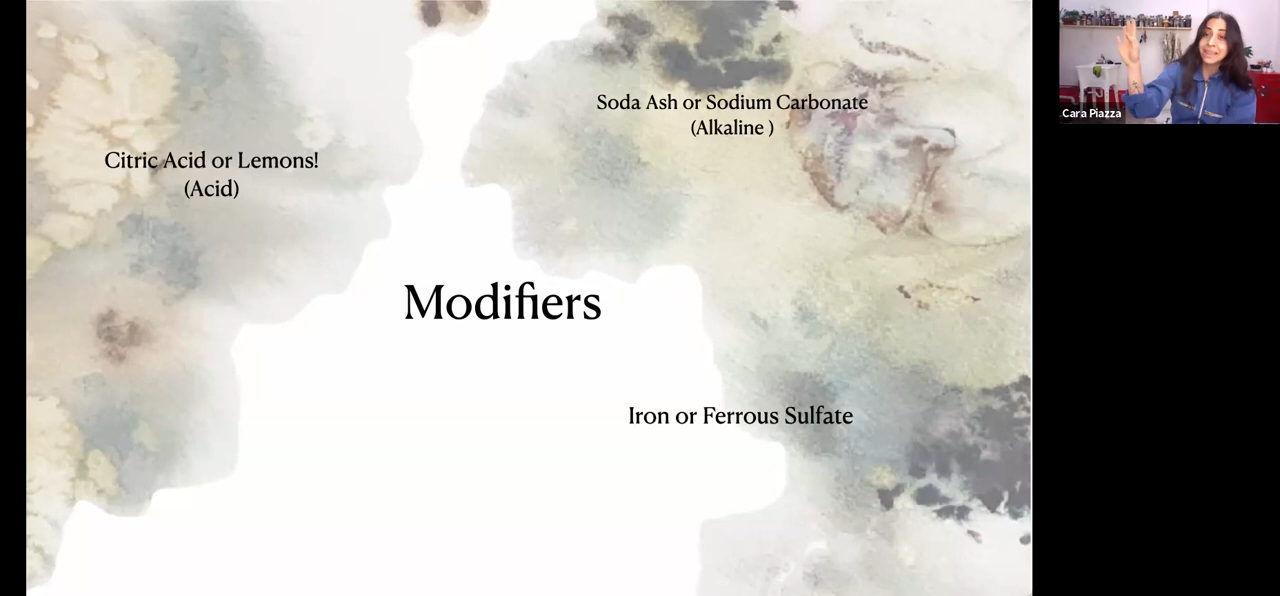 Soda Ash or Sodium Carbonate
(Alkaline )
Citric Acid or Lemons!
(Acid)
Modifiers
Iron or Ferrous Sulfate
Cara Piazza